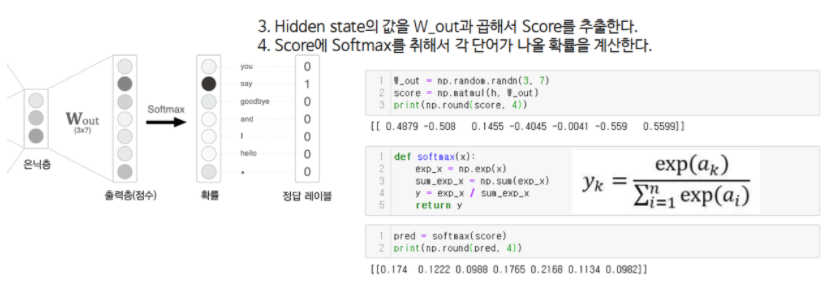 3. Hidden state의 값을 W_out과 곱해서 Score를 추출한다.
4. Score에 Softmax를 취해서 각 단어가 나올 확률을 계산한다.
Wout
(3x7)
Softmax
you
say
goodbye
and
I
hello
.
0
1
0
0
0
0
0
은닉층
출력층(점수)
확률
정답 레이블
1 W_out = np.random.randn(3, 7)
2 score = np.matmul(h, W_out)
3 print(np.round(score, 4))
[[ 0.4879 -0.508 0.1455 -0.4045 -0.0041 -0.559 0.5599]]
1 def softmax(x):
2 exp_x = np.exp(x)
3 sum_exp_x = np.sum(exp_x)
4 y = exp_x / sum_exp_x
5 return y
yₖ = exp(aₖ) / ∑ⁿᵢ₌₁ exp(aᵢ)
1 pred = softmax(score)
2 print(np.round(pred, 4))
[[0.174 0.1222 0.0988 0.1765 0.2168 0.1134 0.0982]]